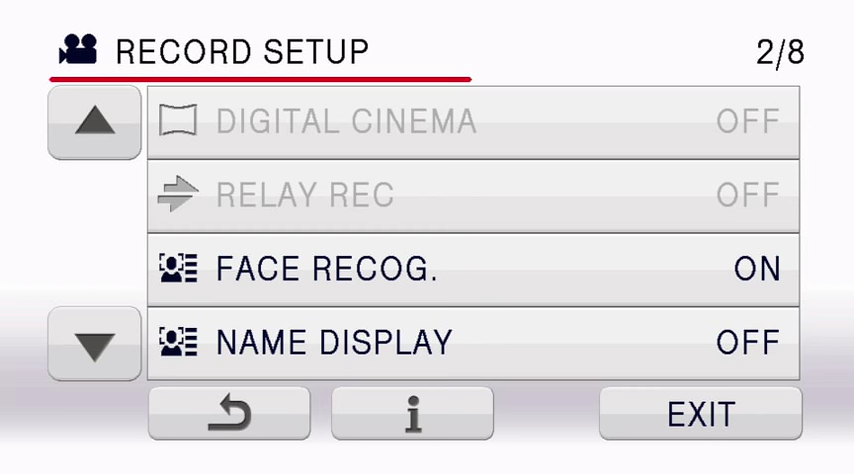 RECORD SETUP 2/8
DIGITAL CINEMA OFF
RELAY REC OFF
FACE RECOG. ON
NAME DISPLAY OFF
i EXIT